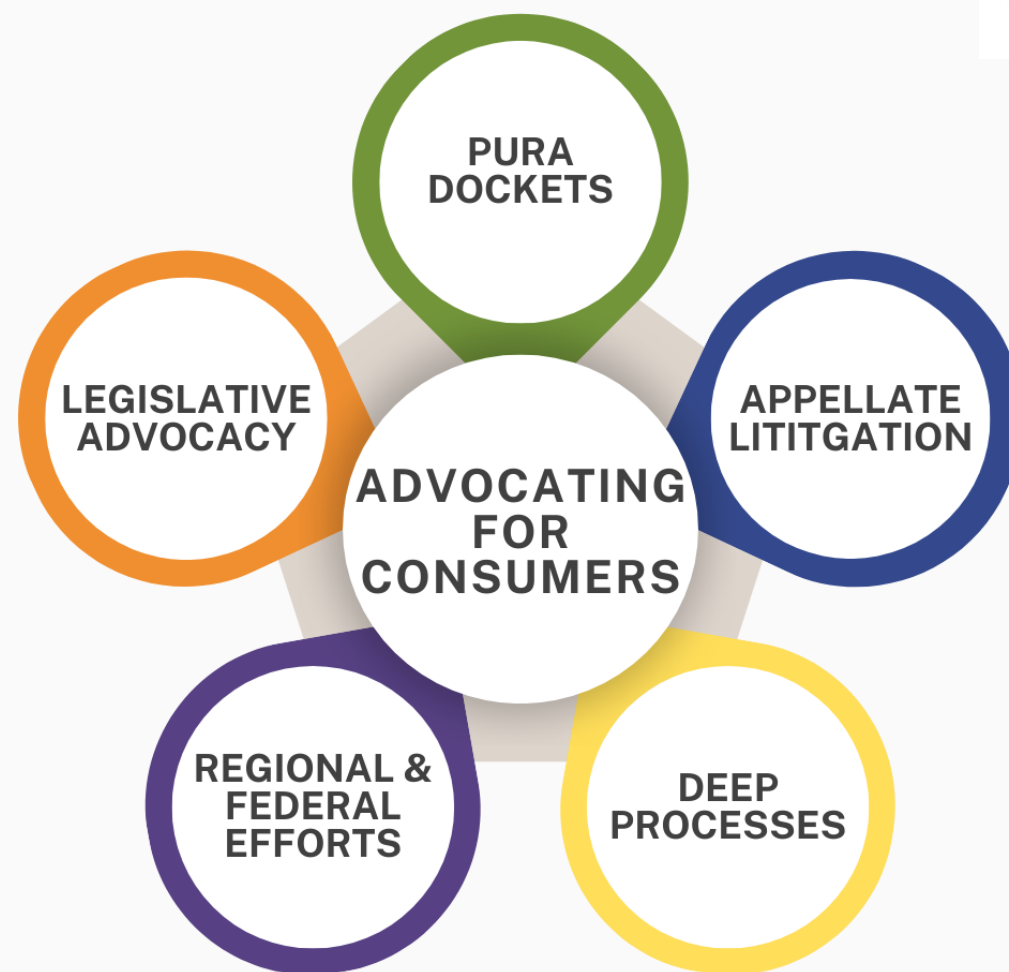 PURA
DOCKETS
LEGISLATIVE
ADVOCACY
APPELLATE
LITITGATION
ADVOCATING
FOR
CONSUMERS
REGIONAL &
FEDERAL
EFFORTS
DEEP
PROCESSES